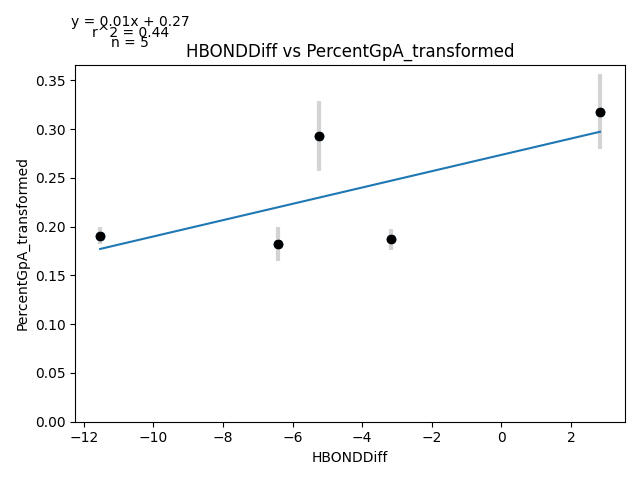 y = 0.01x + 0.27
r^2 = 0.44
n = 5
HBONDDiff vs PercentGpA_transformed
0.35
0.30
0.25
0.20
0.15
0.10
0.05
0.00
PercentGpA_transformed
−12 −10 −8 −6 −4 −2 0 2
HBONDDiff